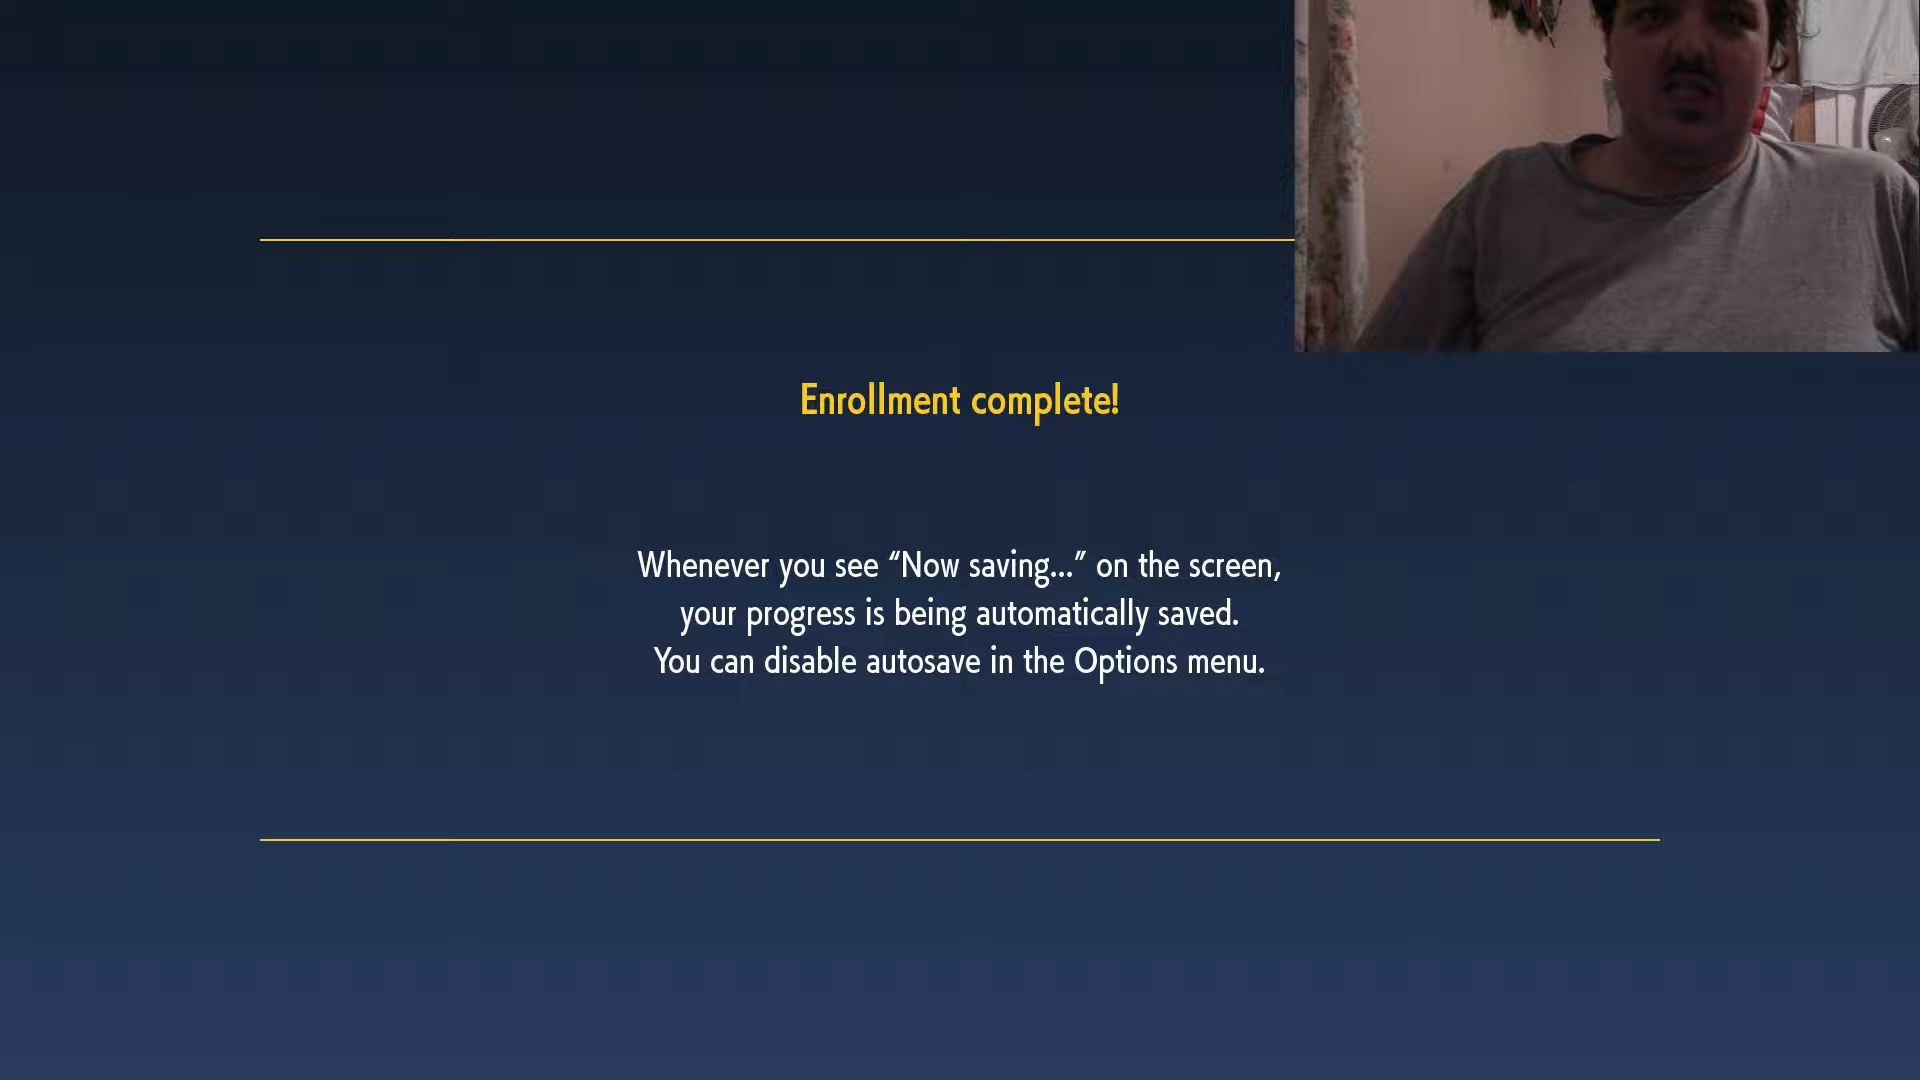 Enrollment complete!
Whenever you see “Now saving...” on the screen,
your progress is being automatically saved.
You can disable autosave in the Options menu.